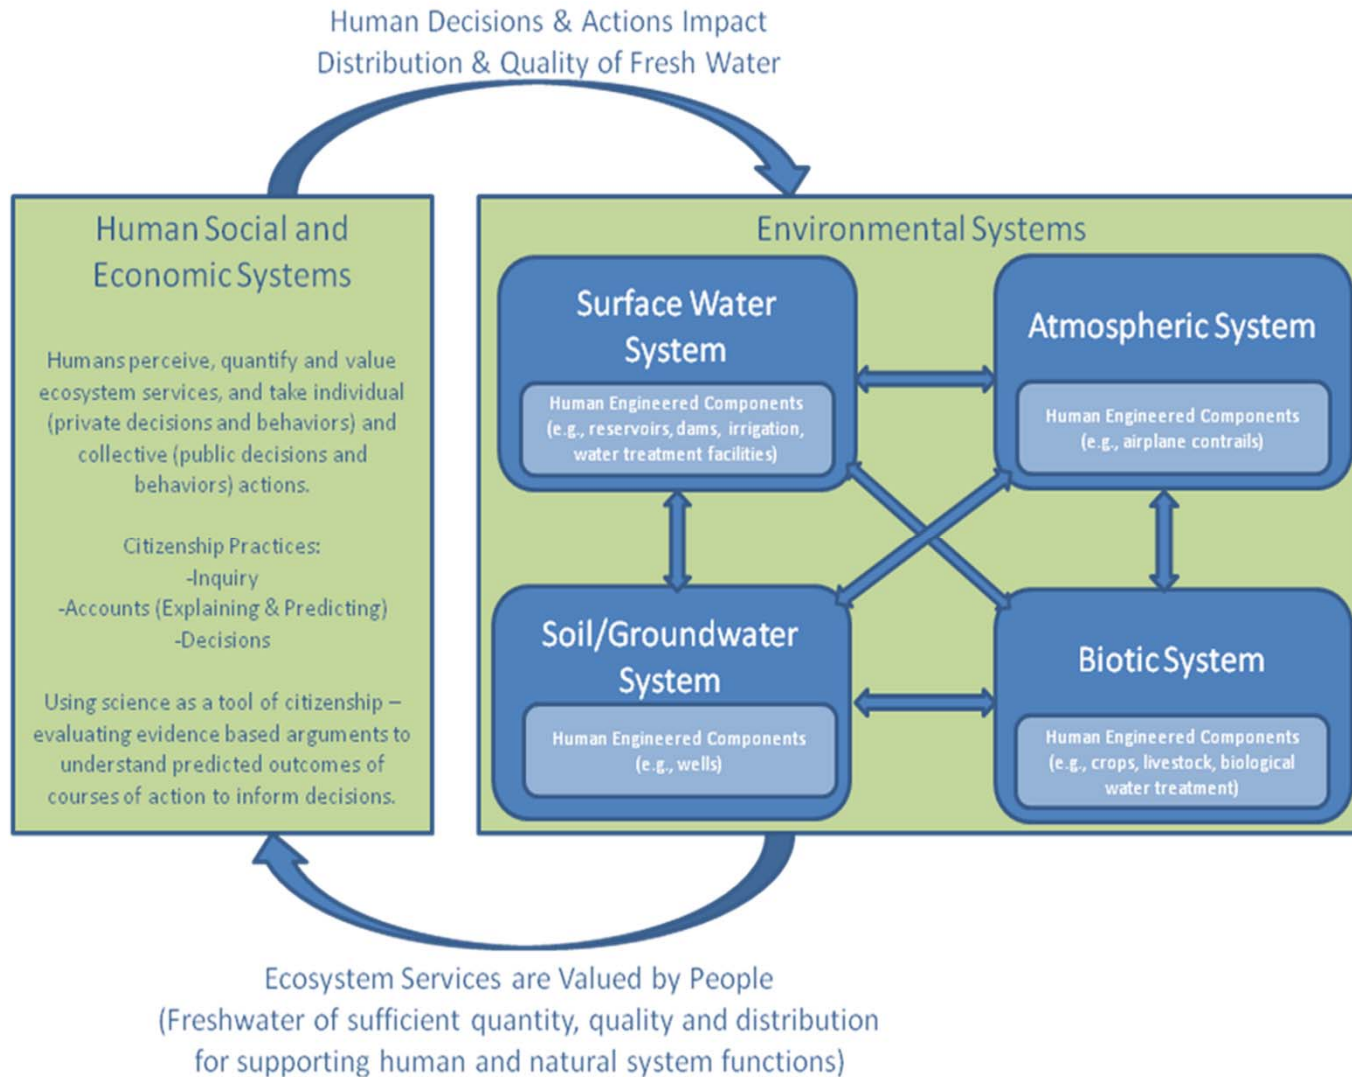 Human Decisions & Actions Impact
Distribution & Quality of Fresh Water
Human Social and
Economic Systems
Humans perceive, quantify and value
ecosystem services, and take individual
(private decisions and behaviors) and
collective (public decisions and
behaviors) actions.
Citizenship Practices:
-Inquiry
-Accounts (Explaining & Predicting)
-Decisions
Using science as a tool of citizenship –
evaluating evidence based arguments to
understand predicted outcomes of
courses of action to inform decisions.
Environmental Systems
Surface Water
System
Human Engineered Components
(e.g., reservoirs, dams, irrigation,
water treatment facilities)
Atmospheric System
Human Engineered Components
(e.g., airplane contrails)
Soil/Groundwater
System
Human Engineered Components
(e.g., wells)
Biotic System
Human Engineered Components
(e.g., crops, livestock, biological
water treatment)
Ecosystem Services are Valued by People
(Freshwater of sufficient quantity, quality and distribution
for supporting human and natural system functions)